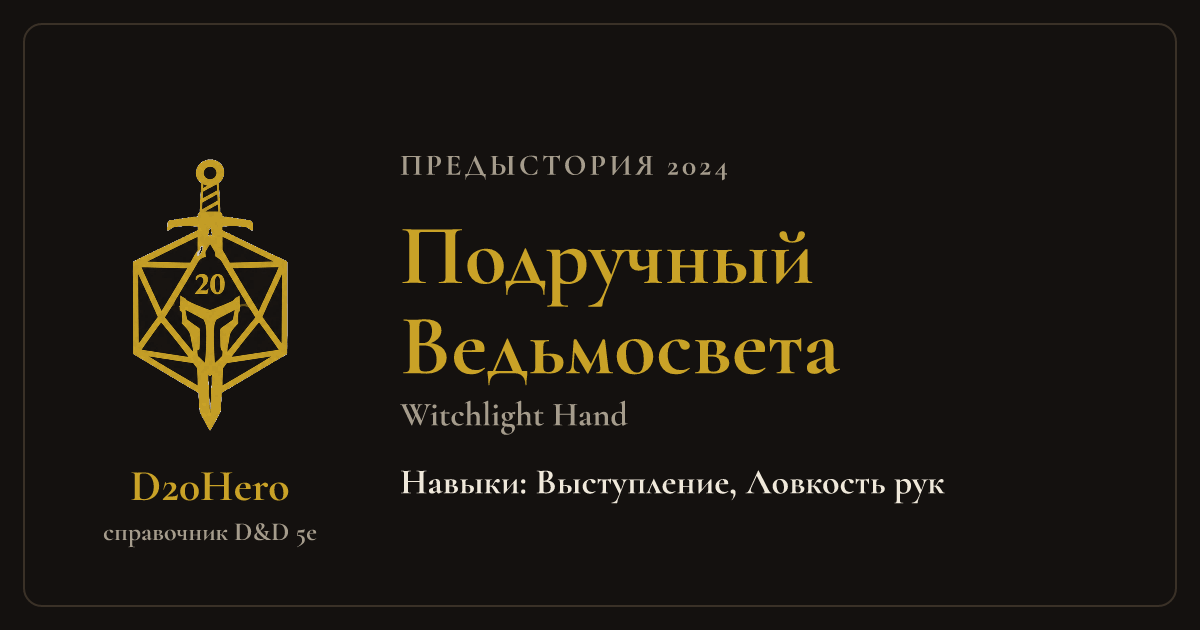 ПРЕДЫСТОРИЯ 2024
Подручный
Ведьмосвета
Witchlight Hand
Навыки: Выступление, Ловкость рук
20
D20Hero
справочник D&D 5e